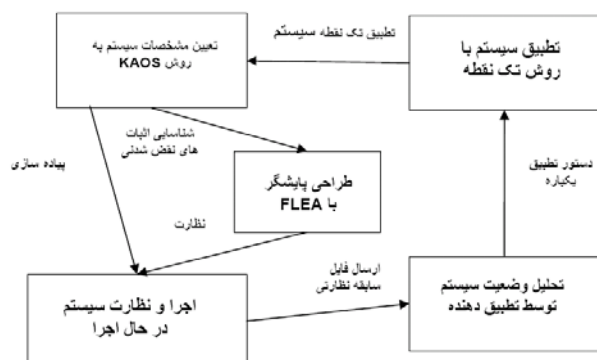 تعیین مشخصات سیستم به
روش KAOS
تطبیق تک نقطه سیستم
تطبیق سیستم با
روش تک نقطه
شناسایی اثبات
های نقض شدنی
پیاده سازی
طراحی پایشگر
با FLEA
دستور تطبیق
یکباره
نظارت
اجرا و نظارت سیستم
در حال اجرا
ارسال فایل
سابقه نظارتی
تحلیل وضعیت سیستم
توسط تطبیق دهنده